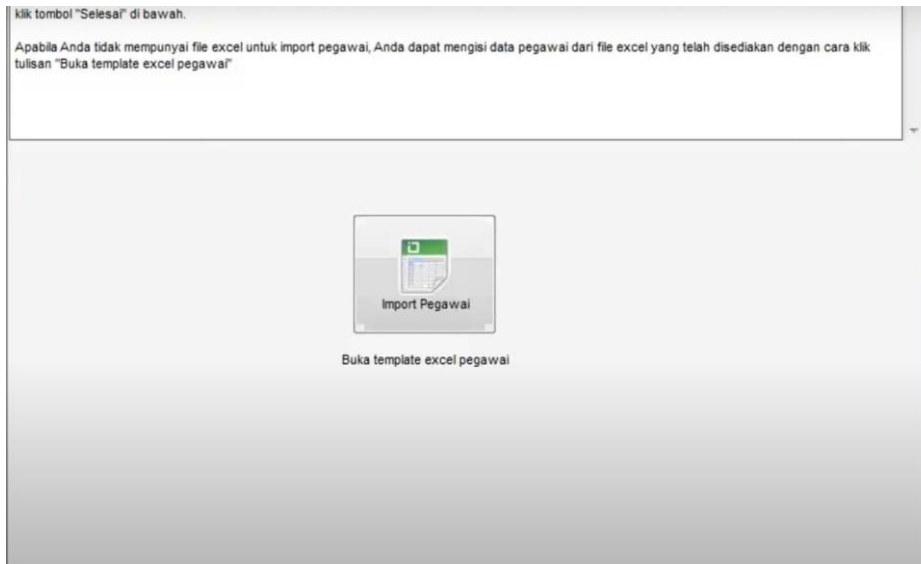 klik tombol "Selesai" di bawah.
Apabila Anda tidak mempunyai file excel untuk import pegawai, Anda dapat mengisi data pegawai dari file excel yang telah disediakan dengan cara klik
tulisan "Buka template excel pegawai"
Import Pegawai
Buka template excel pegawai